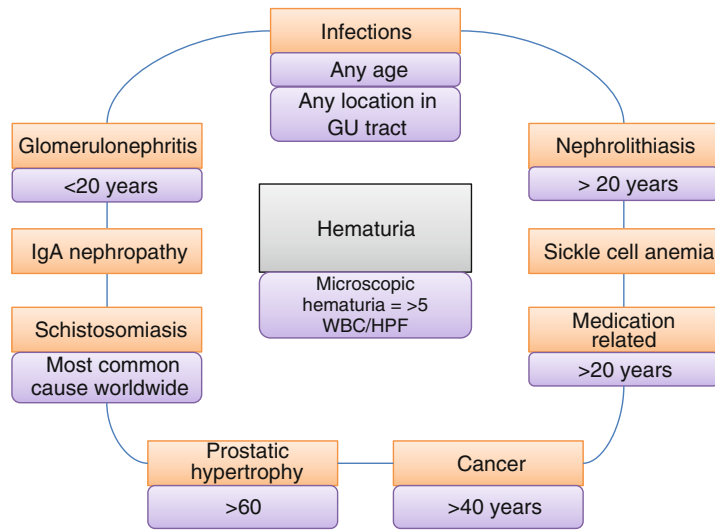 Infections
Any age
Any location in
GU tract
Glomerulonephritis
<20 years
IgA nephropathy
Schistosomiasis
Most common
cause worldwide
Hematuria
Microscopic
hematuria = >5
WBC/HPF
Nephrolithiasis
> 20 years
Sickle cell anemia
Medication
related
>20 years
Prostatic
hypertrophy
>60
Cancer
>40 years